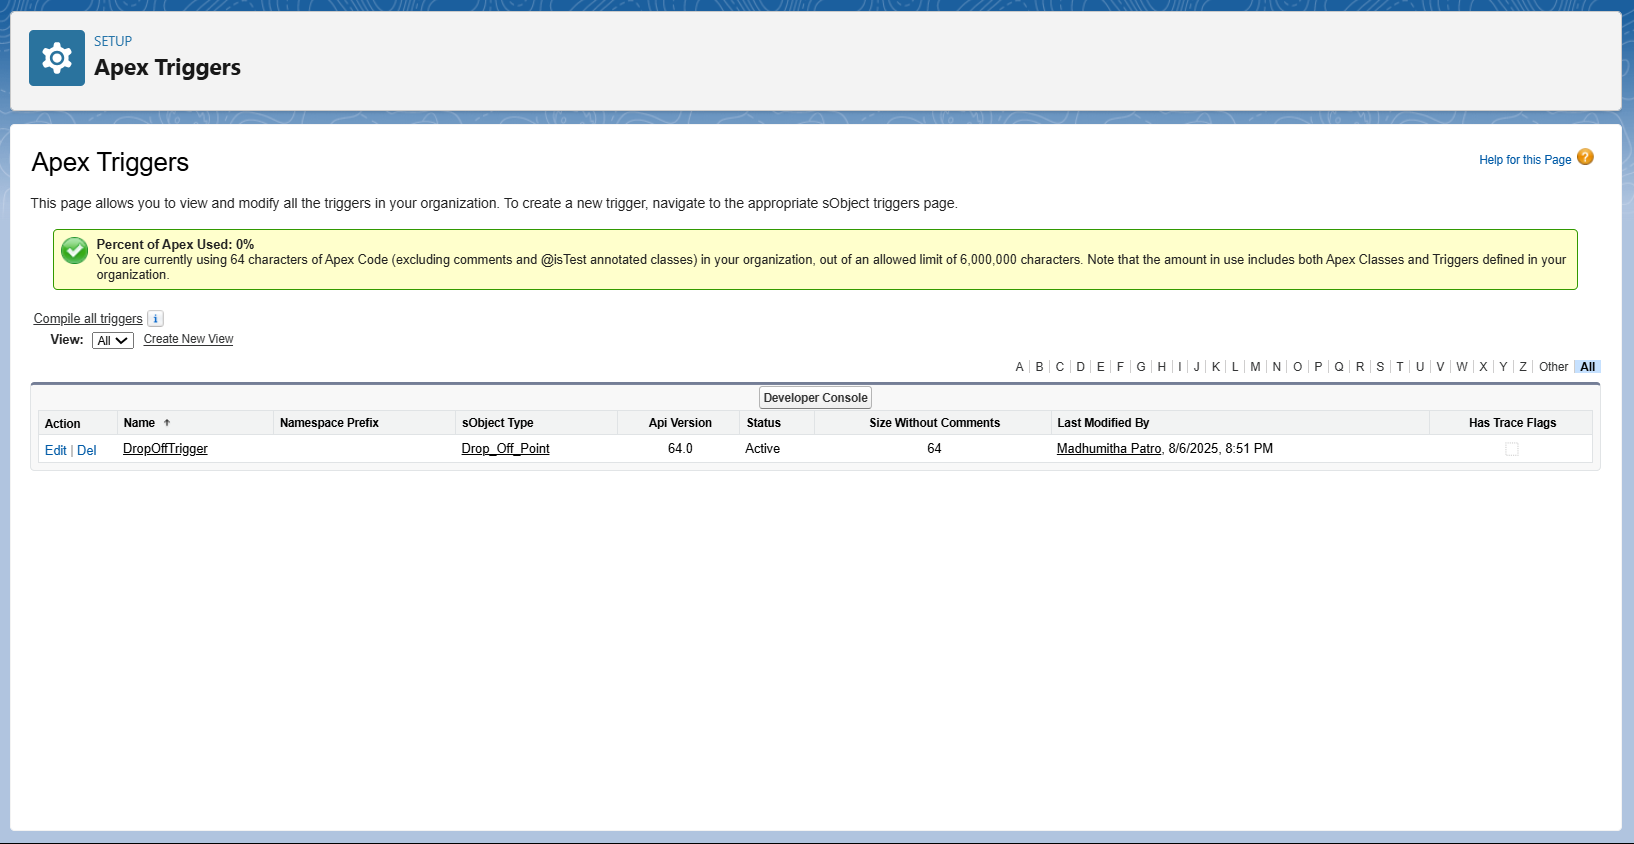 SETUP
Apex Triggers
Apex Triggers
Help for this Page ?
This page allows you to view and modify all the triggers in your organization. To create a new trigger, navigate to the appropriate sObject triggers page.
Percent of Apex Used: 0%
You are currently using 64 characters of Apex Code (excluding comments and @isTest annotated classes) in your organization, out of an allowed limit of 6,000,000 characters. Note that the amount in use includes both Apex Classes and Triggers defined in your
organization.
Compile all triggers i
View: All Create New View
A | B | C | D | E | F | G | H | I | J | K | L | M | N | O | P | Q | R | S | T | U | V | W | X | Y | Z | Other | All
Developer Console
Action Name ↑ Namespace Prefix sObject Type Api Version Status Size Without Comments Last Modified By Has Trace Flags
Edit | Del DropOffTrigger Drop_Off_Point 64.0 Active 64 Madhumitha Patro, 8/6/2025, 8:51 PM